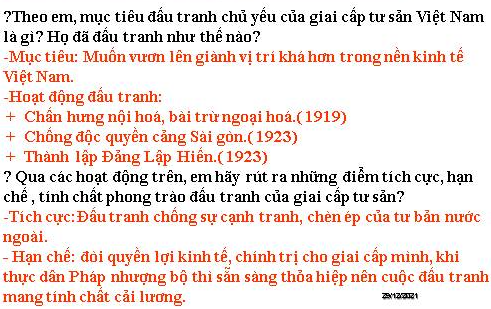 ?Theo em, mục tiêu đấu tranh chủ yếu của giai cấp tư sản Việt Nam
là gì? Họ đã đấu tranh như thế nào?
-Mục tiêu: Muốn vươn lên giành vị trí khá hơn trong nền kinh tế
Việt Nam.
-Hoạt động đấu tranh:
+ Chấn hưng nội hoá, bài trừ ngoại hoá.(1919)
+ Chống độc quyền cảng Sài gòn.(1923)
+ Thành lập Đảng Lập Hiến.(1923)
? Qua các hoạt động trên, em hãy rút ra những điểm tích cực, hạn
chế , tính chất phong trào đấu tranh của giai cấp tư sản?
-Tích cực:Đấu tranh chống sự cạnh tranh, chèn ép của tư bản nước
ngoài.
- Hạn chế: đòi quyền lợi kinh tế, chính trị cho giai cấp mình, khi
thực dân Pháp nhượng bộ thì sẵn sàng thỏa hiệp nên cuộc đấu tranh
mang tính chất cải lương.
29/12/2021